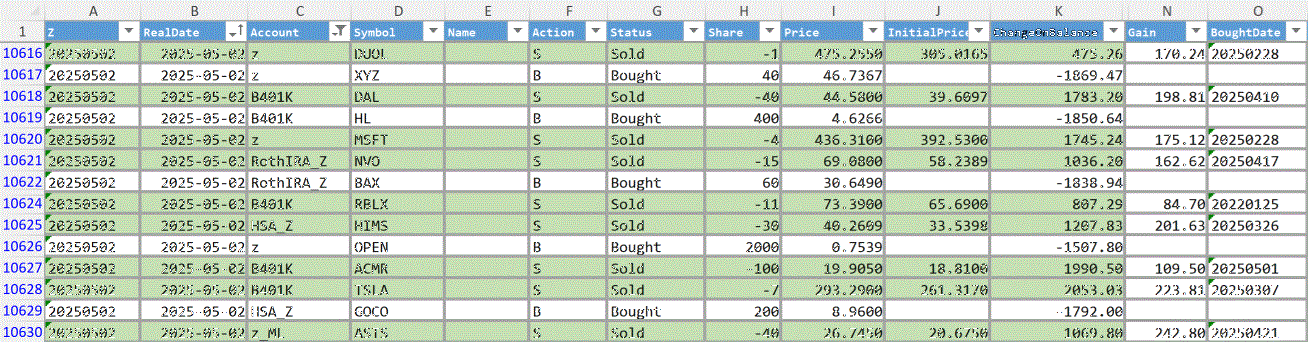 A B C D E F G H I J K N O
1 Z RealDate Account Symbol Name Action Status Share Price InitialPrice ChangeOnBalance Gain BoughtDate
10616 20250502 2025-05-02 z DUOL S Sold -1 475.2550 305.0165 475.26 170.24 20250228
10617 20250502 2025-05-02 z XYZ B Bought 40 46.7367 -1869.47
10618 20250502 2025-05-02 B401K DAL S Sold -40 44.5800 39.6097 1783.20 198.81 20250410
10619 20250502 2025-05-02 B401K HL B Bought 400 4.6266 -1850.64
10620 20250502 2025-05-02 z MSFT S Sold -4 436.3100 392.5300 1745.24 175.12 20250228
10621 20250502 2025-05-02 RothIRA_Z NVO S Sold -15 69.0800 58.2389 1036.20 162.62 20250417
10622 20250502 2025-05-02 RothIRA_Z BAX B Bought 60 30.6490 -1838.94
10624 20250502 2025-05-02 B401K RBLX S Sold -11 73.3900 65.6900 807.29 84.70 20220125
10625 20250502 2025-05-02 HSA_Z HIMS S Sold -30 40.2609 33.5398 1207.83 201.63 20250326
10626 20250502 2025-05-02 z OPEN B Bought 2000 0.7539 -1507.80
10627 20250502 2025-05-02 B401K ACMR S Sold -100 19.9050 18.8100 1990.50 109.50 20250501
10628 20250502 2025-05-02 B401K TSLA S Sold -7 293.2900 261.3170 2053.03 223.81 20250307
10629 20250502 2025-05-02 HSA_Z GOCO B Bought 200 8.9600 -1792.00
10630 20250502 2025-05-02 z_ML ASTS S Sold -40 26.7450 20.6750 1069.80 242.80 20250421